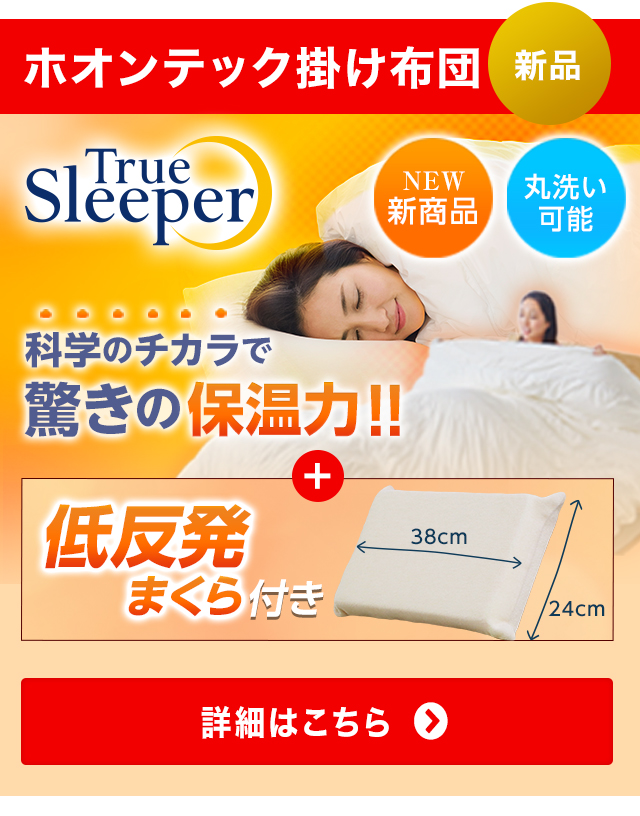 ホオンテック掛け布団
新品
True
Sleeper
NEW
新商品
丸洗い
可能
科学のチカラで
驚きの保温力!!
+
低反発
まくら付き
38cm
24cm
詳細はこちら